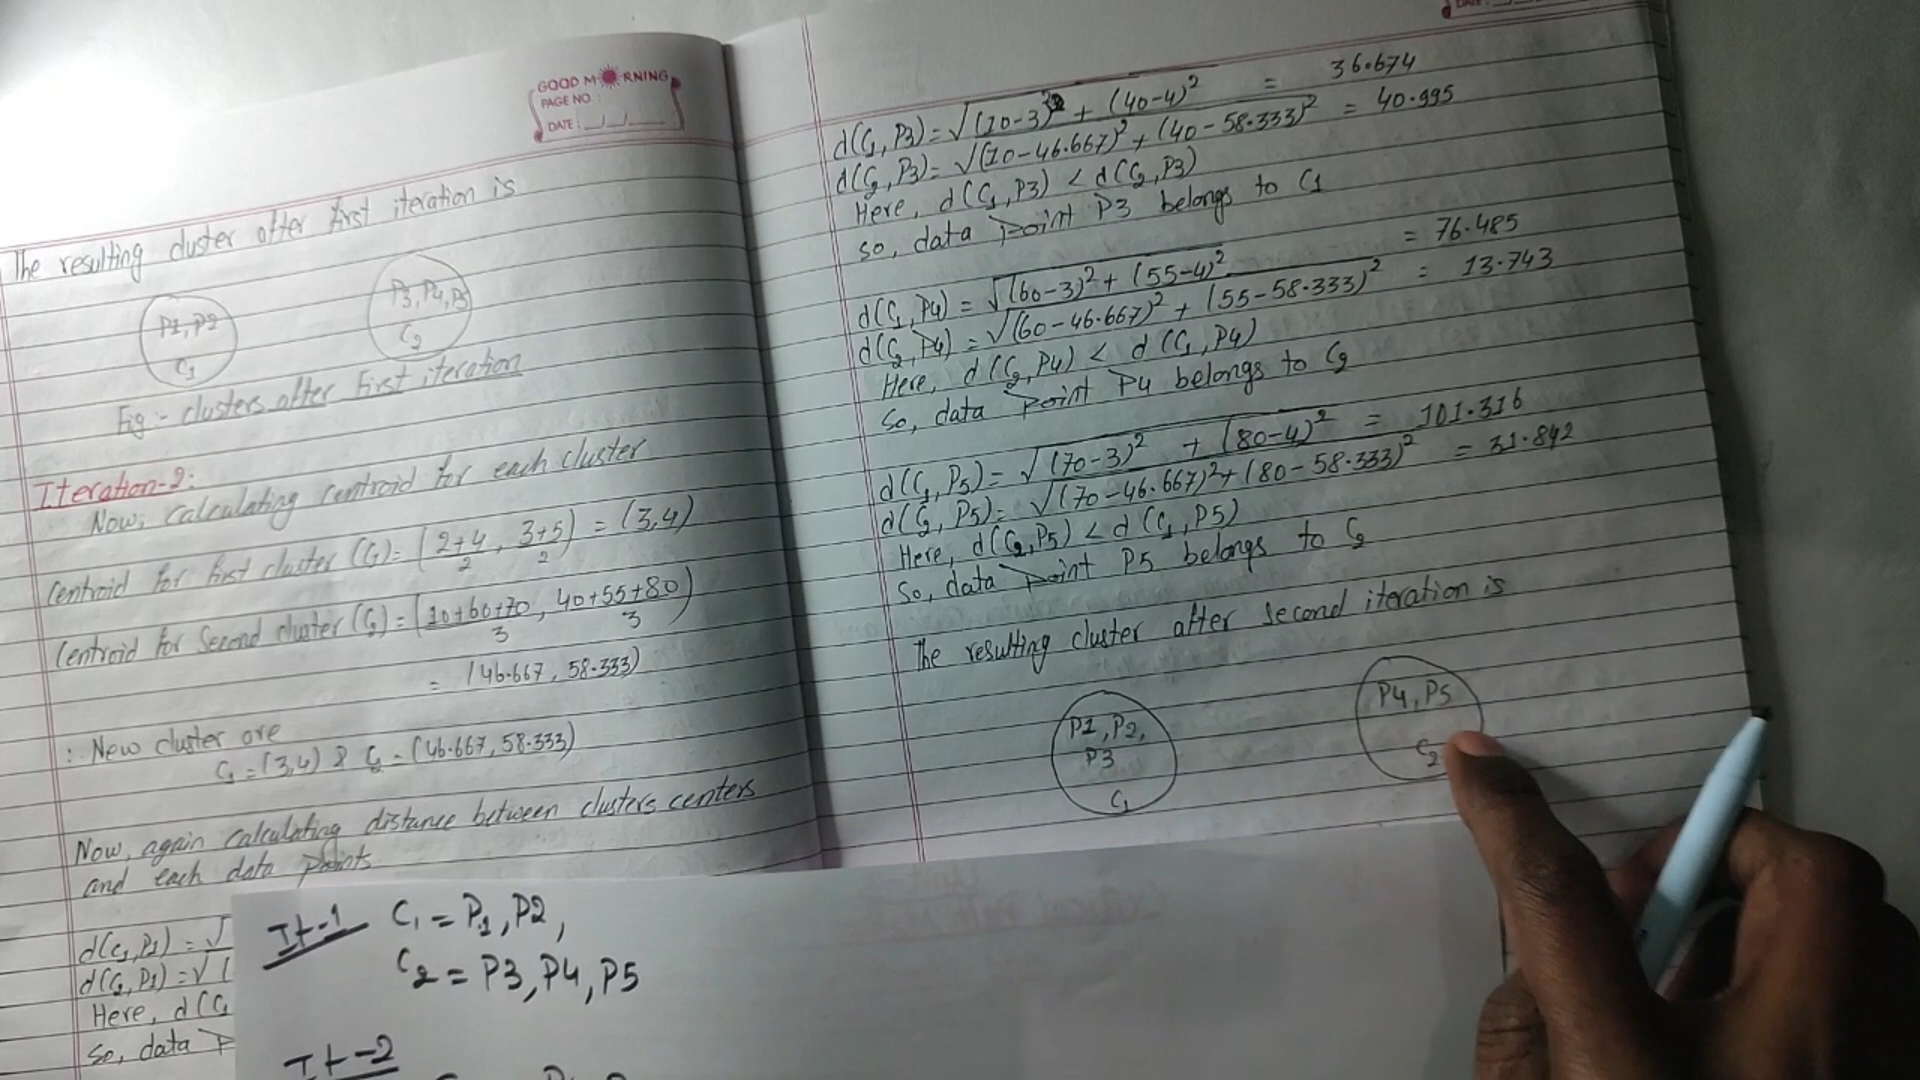 GOOD MORNING
PAGE NO. :
DATE :
The resulting cluster after first iteration is
P1, P2
C1
P3, P4, P5
C2
Fig :- clusters after first iteration
Iteration-2:
Now, calculating centroid for each cluster
Centroid for first cluster (C1) = (2+4/2, 3+5/2) = (3,4)
Centroid for Second cluster (C2) = (10+60+70/3, 40+55+80/3)
= (46.667, 58.333)
∴ New cluster are
C1 = (3,4) & C2 = (46.667, 58.333)
Now, again calculating distance between clusters centers
and each data points
d(C1, P1) = √
d(C2, P1) = √(
Here, d(C1
So, data P
DATE:
d(C1, P3) = √(10-3)² + (40-4)² = 36.674
d(C2, P3) = √(10-46.667)² + (40-58.333)² = 40.995
Here, d(C1, P3) < d(C2, P3)
so, data Point P3 belongs to C1
d(C1, P4) = √(60-3)² + (55-4)² = 76.485
d(C2, P4) = √(60-46.667)² + (55-58.333)² = 13.743
Here, d(C2, P4) < d(C1, P4)
So, data Point P4 belongs to C2
d(C1, P5) = √(70-3)² + (80-4)² = 101.316
d(C2, P5) = √(70-46.667)² + (80-58.333)² = 31.842
Here, d(C2, P5) < d(C1, P5)
So, data Point P5 belongs to C2
The resulting cluster after second iteration is
P1, P2,
P3
C1
P4, P5
C2
It-1 C1 = P1, P2,
C2 = P3, P4, P5
It-2